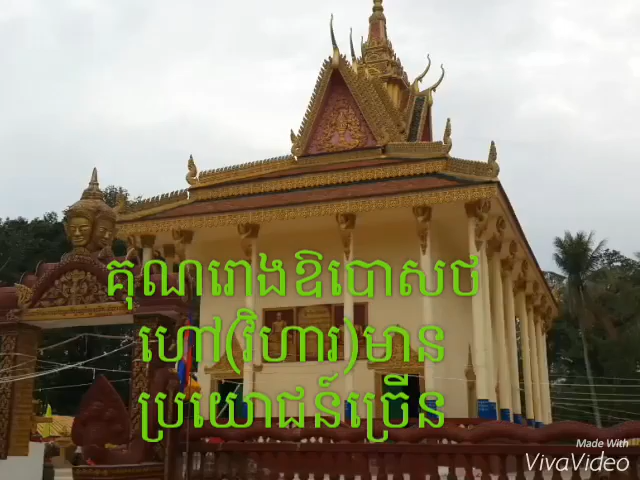 គុណរោងឱបោសថ
ហៅ(វិហារ)មាន
ប្រយោជន៍ច្រើន
Made With
VivaVideo